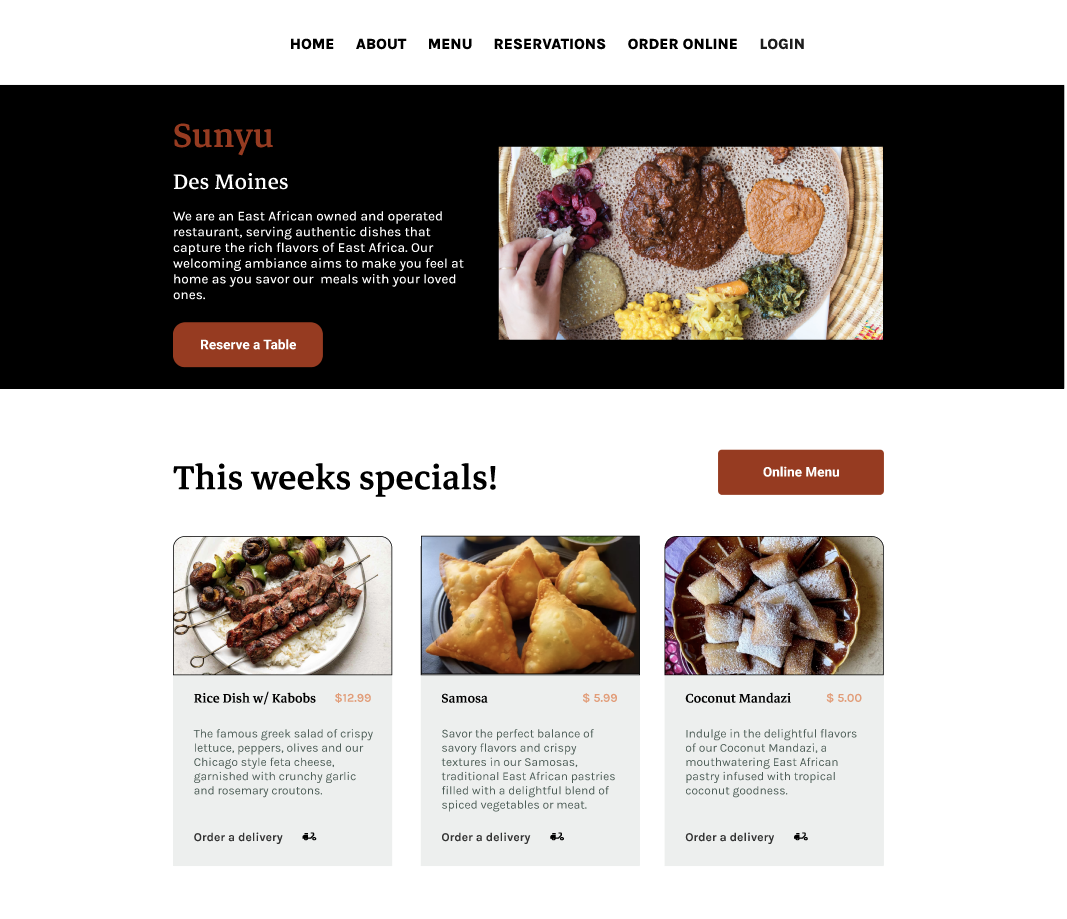 HOME ABOUT MENU RESERVATIONS ORDER ONLINE LOGIN
Sunyu
Des Moines
We are an East African owned and operated
restaurant, serving authentic dishes that
capture the rich flavors of East Africa. Our
welcoming ambiance aims to make you feel at
home as you savor our meals with your loved
ones.
Reserve a Table
This weeks specials!
Online Menu
Rice Dish w/ Kabobs $12.99
The famous greek salad of crispy
lettuce, peppers, olives and our
Chicago style feta cheese,
garnished with crunchy garlic
and rosemary croutons.
Order a delivery
Samosa $ 5.99
Savor the perfect balance of
savory flavors and crispy
textures in our Samosas,
traditional East African pastries
filled with a delightful blend of
spiced vegetables or meat.
Order a delivery
Coconut Mandazi $ 5.00
Indulge in the delightful flavors
of our Coconut Mandazi, a
mouthwatering East African
pastry infused with tropical
coconut goodness.
Order a delivery